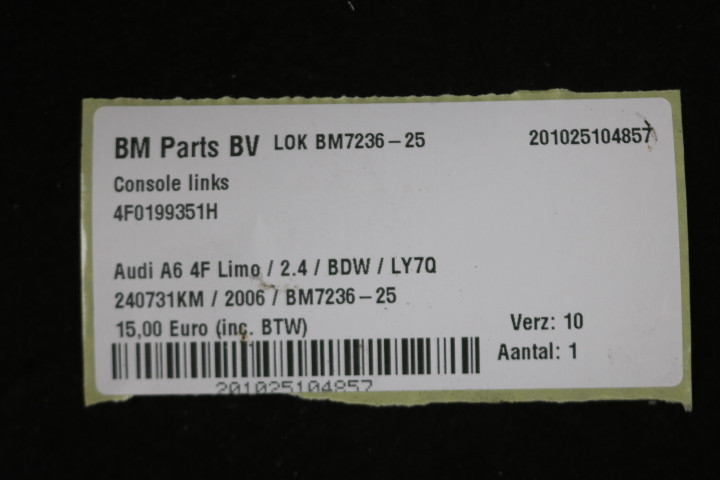 BM Parts BV LOK BM7236-25 201025104857
Console links
4F0199351H
Audi A6 4F Limo / 2.4 / BDW / LY7Q
240731KM / 2006 / BM7236-25
15,00 Euro (inc. BTW) Verz: 10
Aantal: 1
201025104857